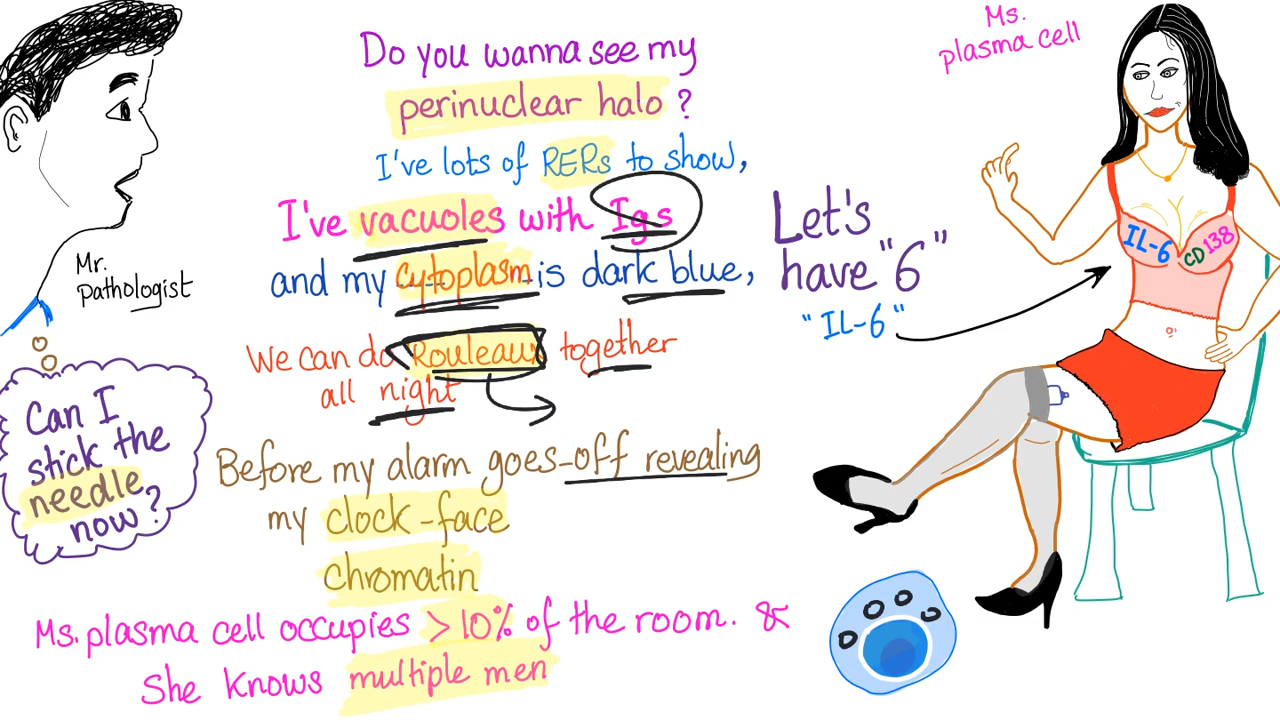 Do you wanna see my
perinuclear halo?
I've lots of RERs to show,
I've vacuoles with Igs
and my cytoplasm is dark blue,
We can do Rouleaux together
all night
Before my alarm goes-off revealing
my clock-face
chromatin
Ms. plasma cell occupies >10% of the room. &
She knows multiple men
Mr.
Pathologist
Can I
stick the
needle
now?
Let's
have "6"
"IL-6"
Ms.
plasma cell
IL-6
CD138